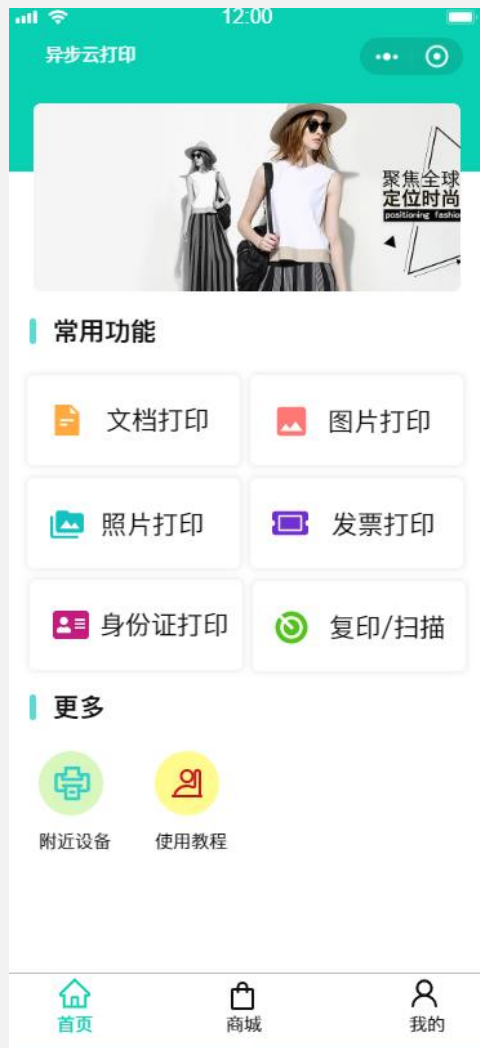 12:00
异步云打印
聚焦全球
定位时尚
positioning fashio
常用功能
文档打印
图片打印
照片打印
发票打印
身份证打印
复印/扫描
更多
附近设备
使用教程
首页
商城
我的